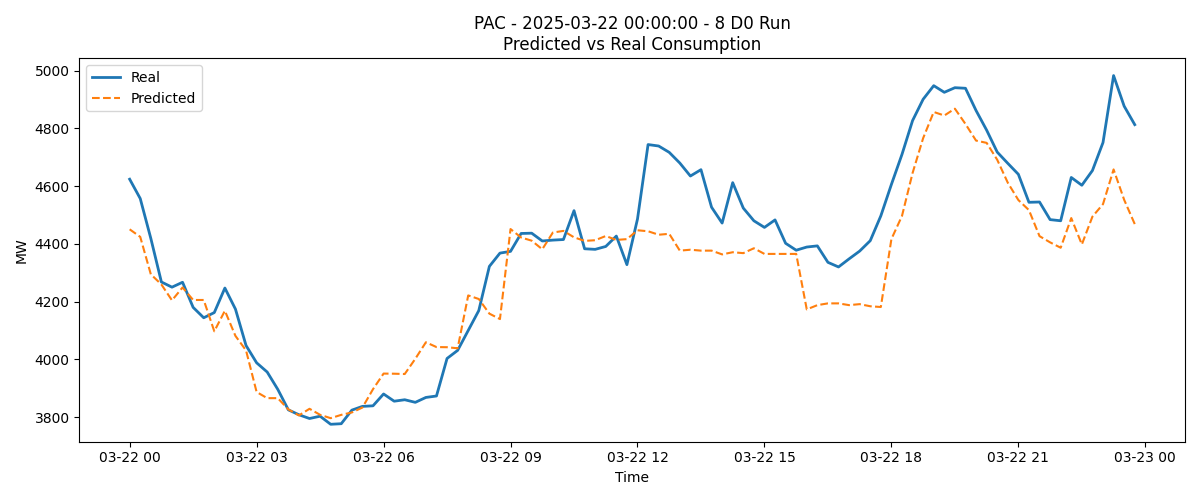 PAC - 2025-03-22 00:00:00 - 8 D0 Run
Predicted vs Real Consumption
Real
Predicted
MW
5000
4800
4600
4400
4200
4000
3800
03-22 00
03-22 03
03-22 06
03-22 09
03-22 12
03-22 15
03-22 18
03-22 21
03-23 00
Time